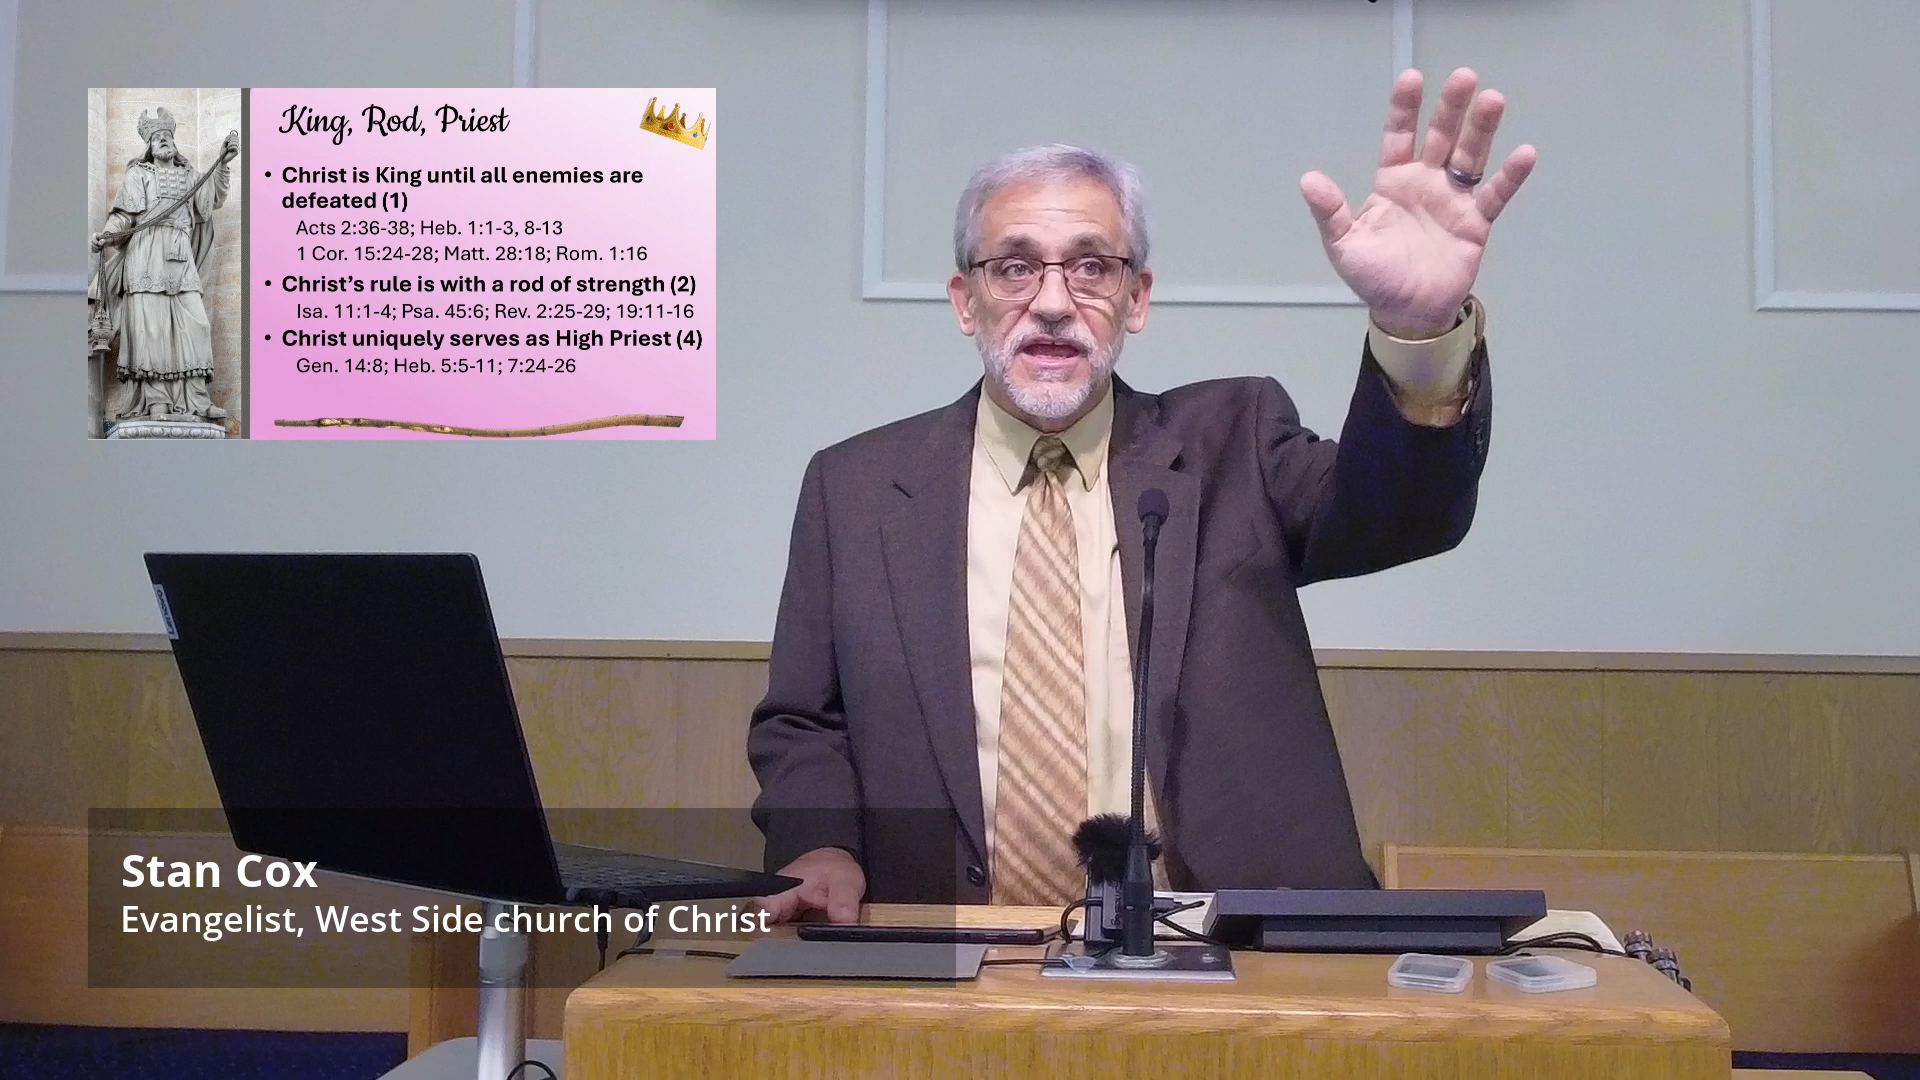 King, Rod, Priest
• Christ is King until all enemies are
defeated (1)
Acts 2:36-38; Heb. 1:1-3, 8-13
1 Cor. 15:24-28; Matt. 28:18; Rom. 1:16
• Christ’s rule is with a rod of strength (2)
Isa. 11:1-4; Psa. 45:6; Rev. 2:25-29; 19:11-16
• Christ uniquely serves as High Priest (4)
Gen. 14:8; Heb. 5:5-11; 7:24-26
Lenovo
Stan Cox
Evangelist, West Side church of Christ